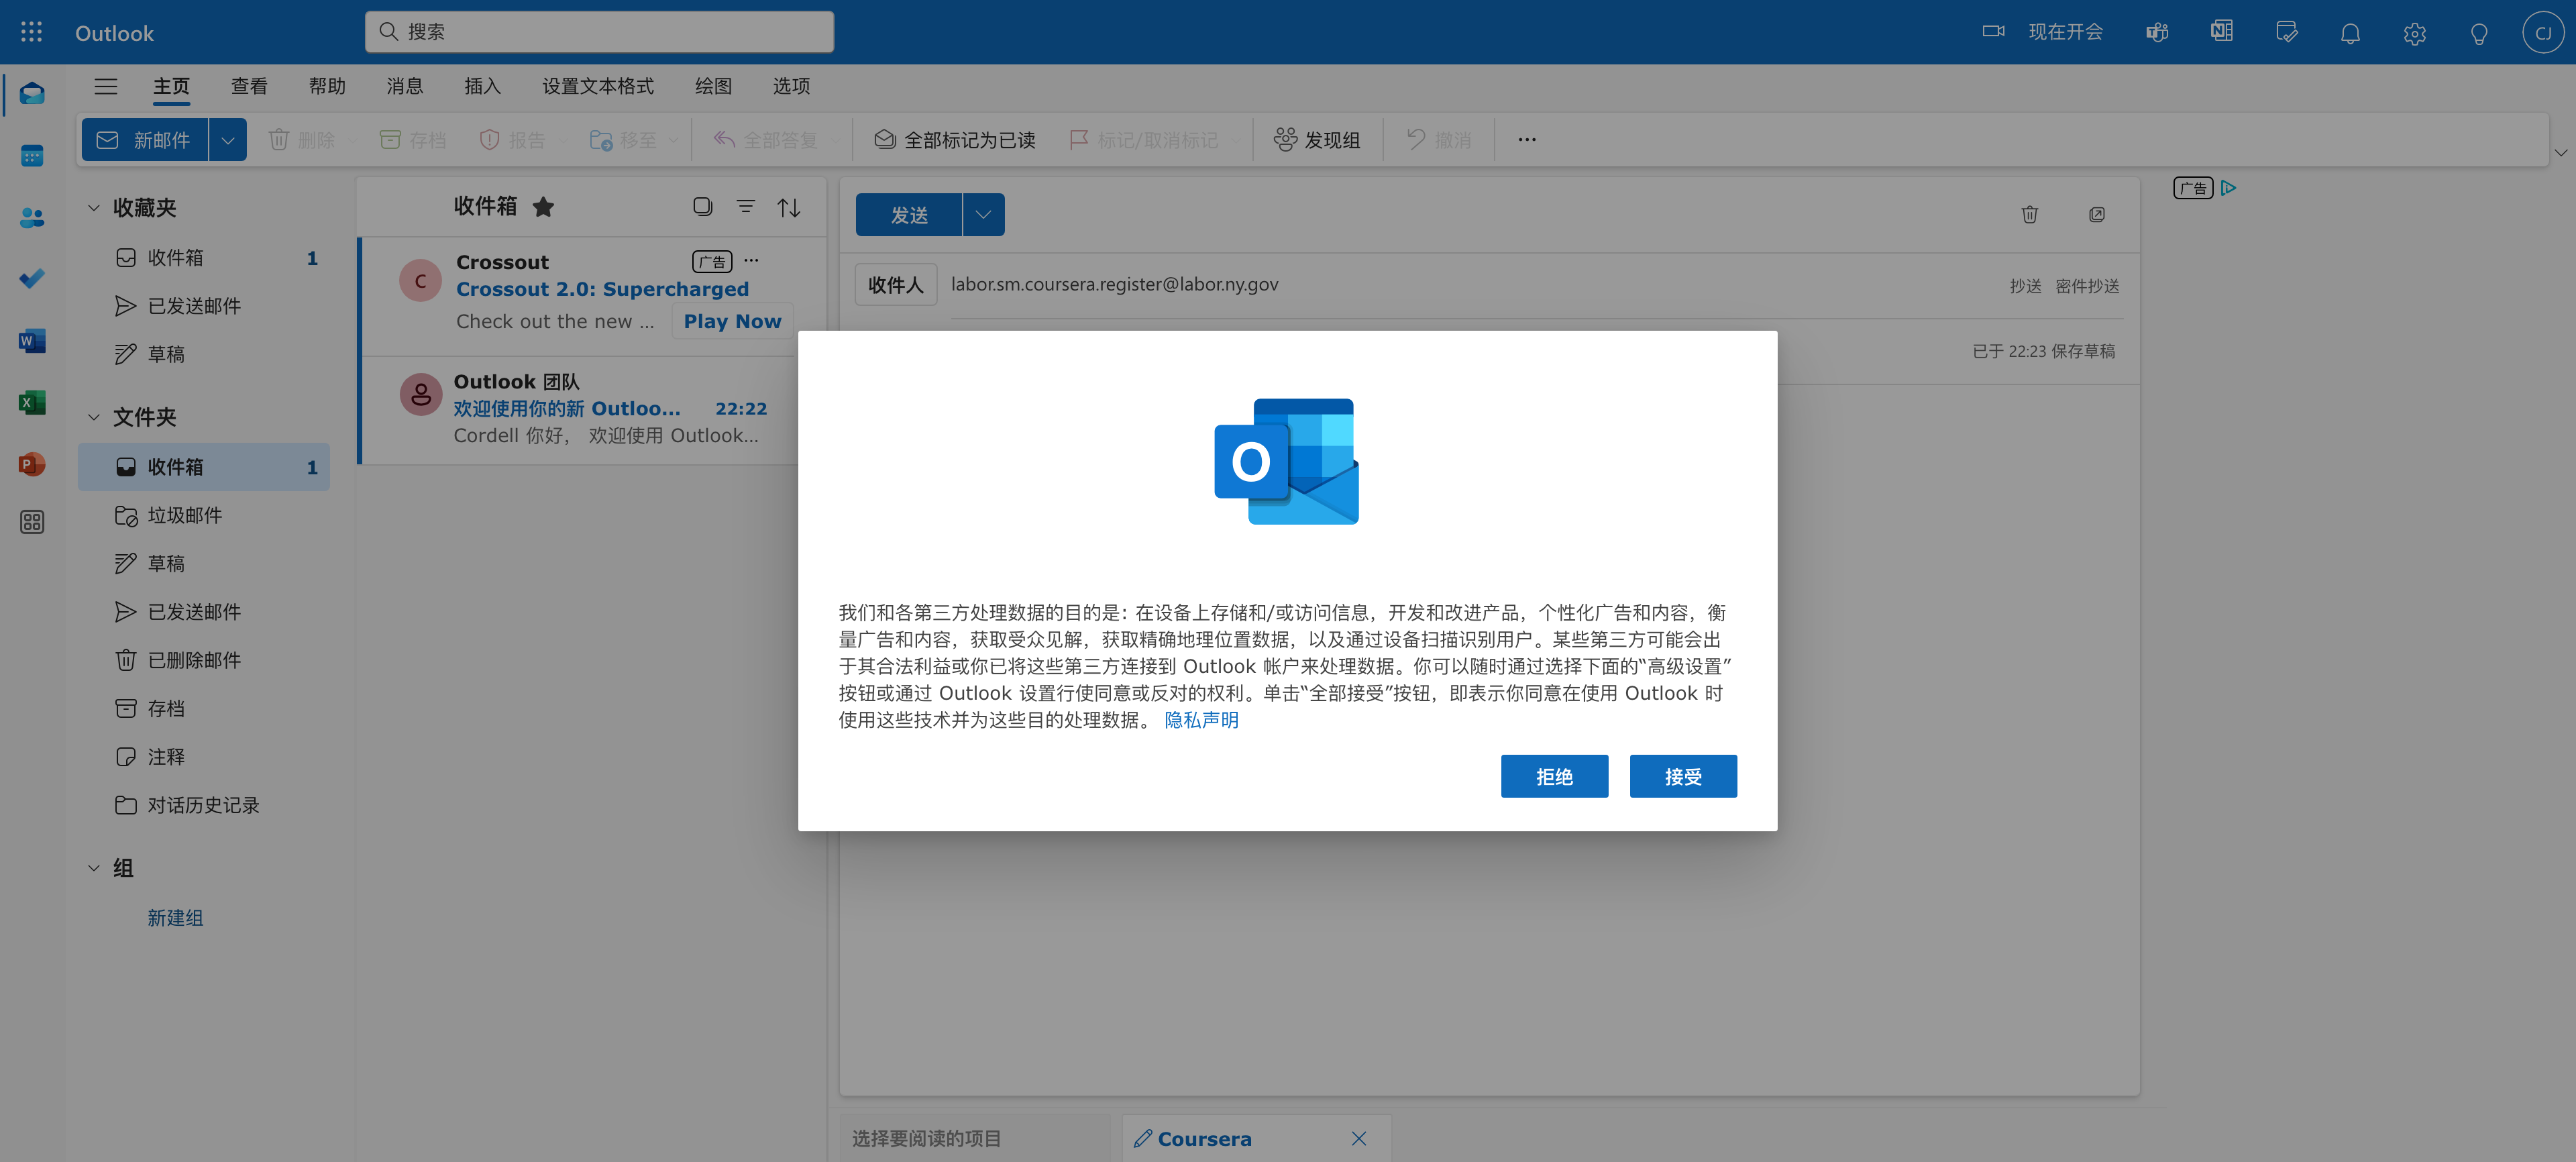 Outlook
搜索
现在开会
CJ
主页 查看 帮助 消息 插入 设置文本格式 绘图 选项
新邮件 删除 存档 报告 移至 全部答复 全部标记为已读 标记/取消标记 发现组 撤消
收藏夹
收件箱 1
已发送邮件
草稿
文件夹
收件箱 1
垃圾邮件
草稿
已发送邮件
已删除邮件
存档
注释
对话历史记录
组
新建组
收件箱
C
Crossout 广告
Crossout 2.0: Supercharged
Check out the new ... Play Now
Outlook 团队
欢迎使用你的新 Outloo... 22:22
Cordell 你好， 欢迎使用 Outlook...
发送
收件人 labor.sm.coursera.register@labor.ny.gov 抄送 密件抄送
已于 22:23 保存草稿
广告
O
我们和各第三方处理数据的目的是：在设备上存储和/或访问信息，开发和改进产品，个性化广告和内容，衡
量广告和内容，获取受众见解，获取精确地理位置数据，以及通过设备扫描识别用户。某些第三方可能会出
于其合法利益或你已将这些第三方连接到 Outlook 帐户来处理数据。你可以随时通过选择下面的“高级设置”
按钮或通过 Outlook 设置行使同意或反对的权利。单击“全部接受”按钮，即表示你同意在使用 Outlook 时
使用这些技术并为这些目的处理数据。 隐私声明
拒绝 接受
选择要阅读的项目 Coursera